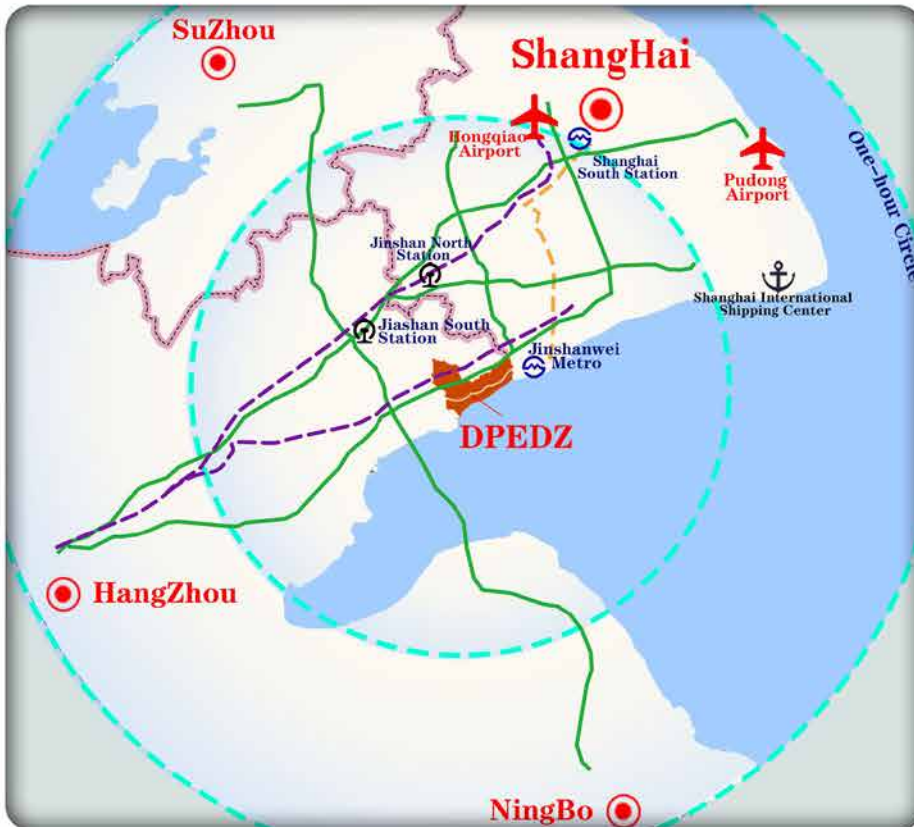 SuZhou
ShangHai
Hongqiao
Airport
Shanghai
South Station
Pudong
Airport
One-hour Circle
Jinshan North
Station
Shanghai International
Shipping Center
Jiashan South
Station
Jinshanwei
Metro
DPEDZ
HangZhou
NingBo